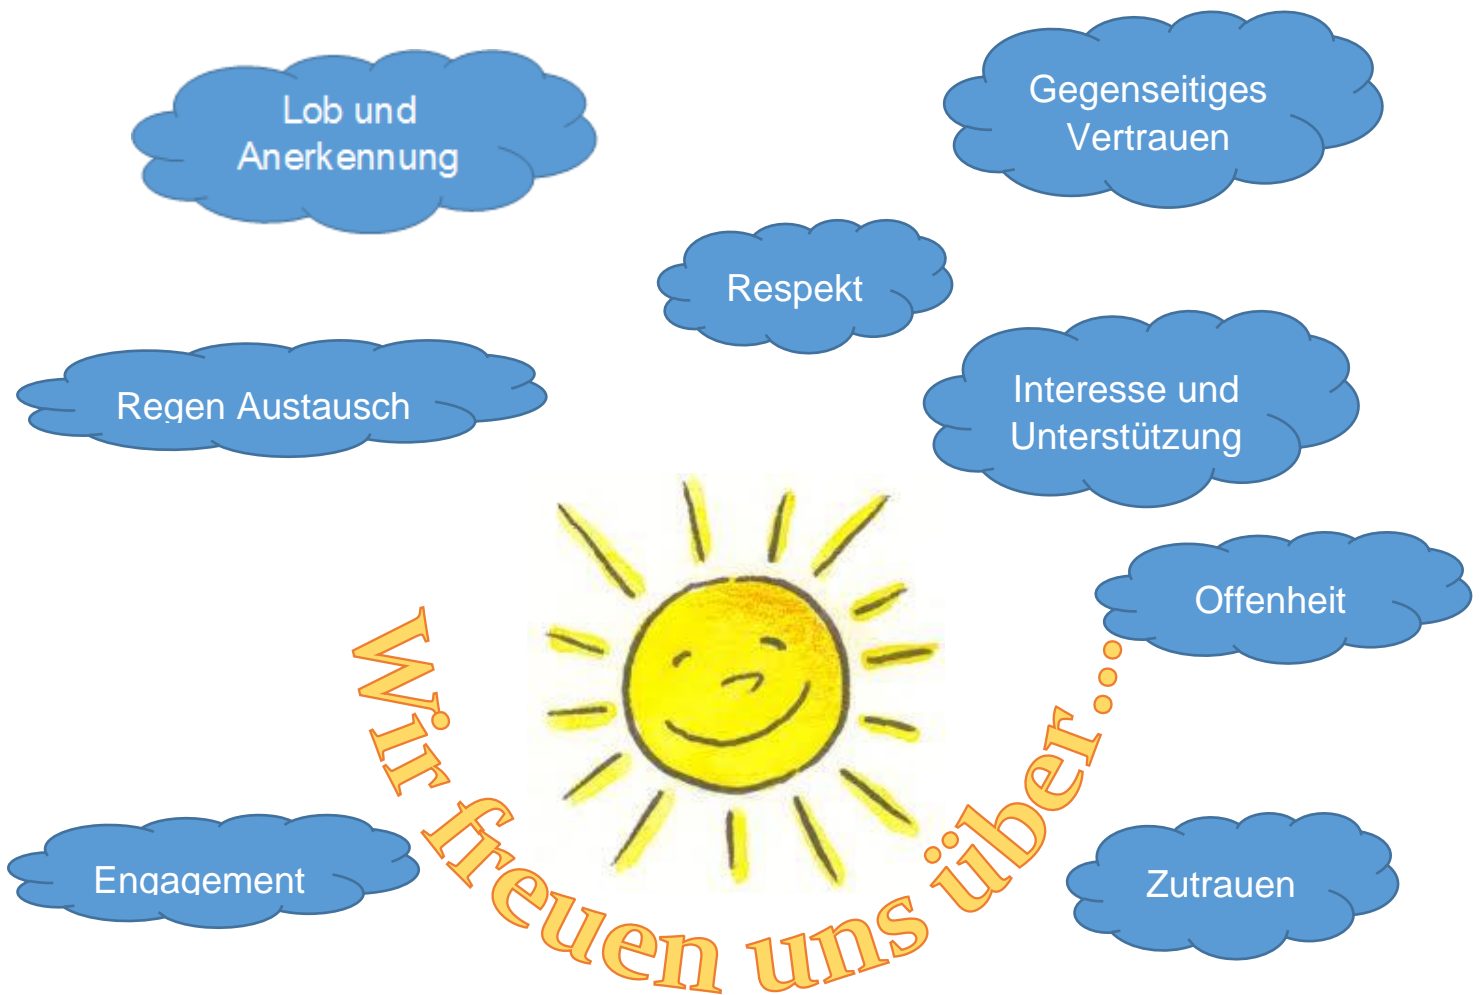 Lob und
Anerkennung
Gegenseitiges
Vertrauen
Respekt
Regen Austausch
Interesse und
Unterstützung
Offenheit
Wir freuen uns über...
Engagement
Zutrauen